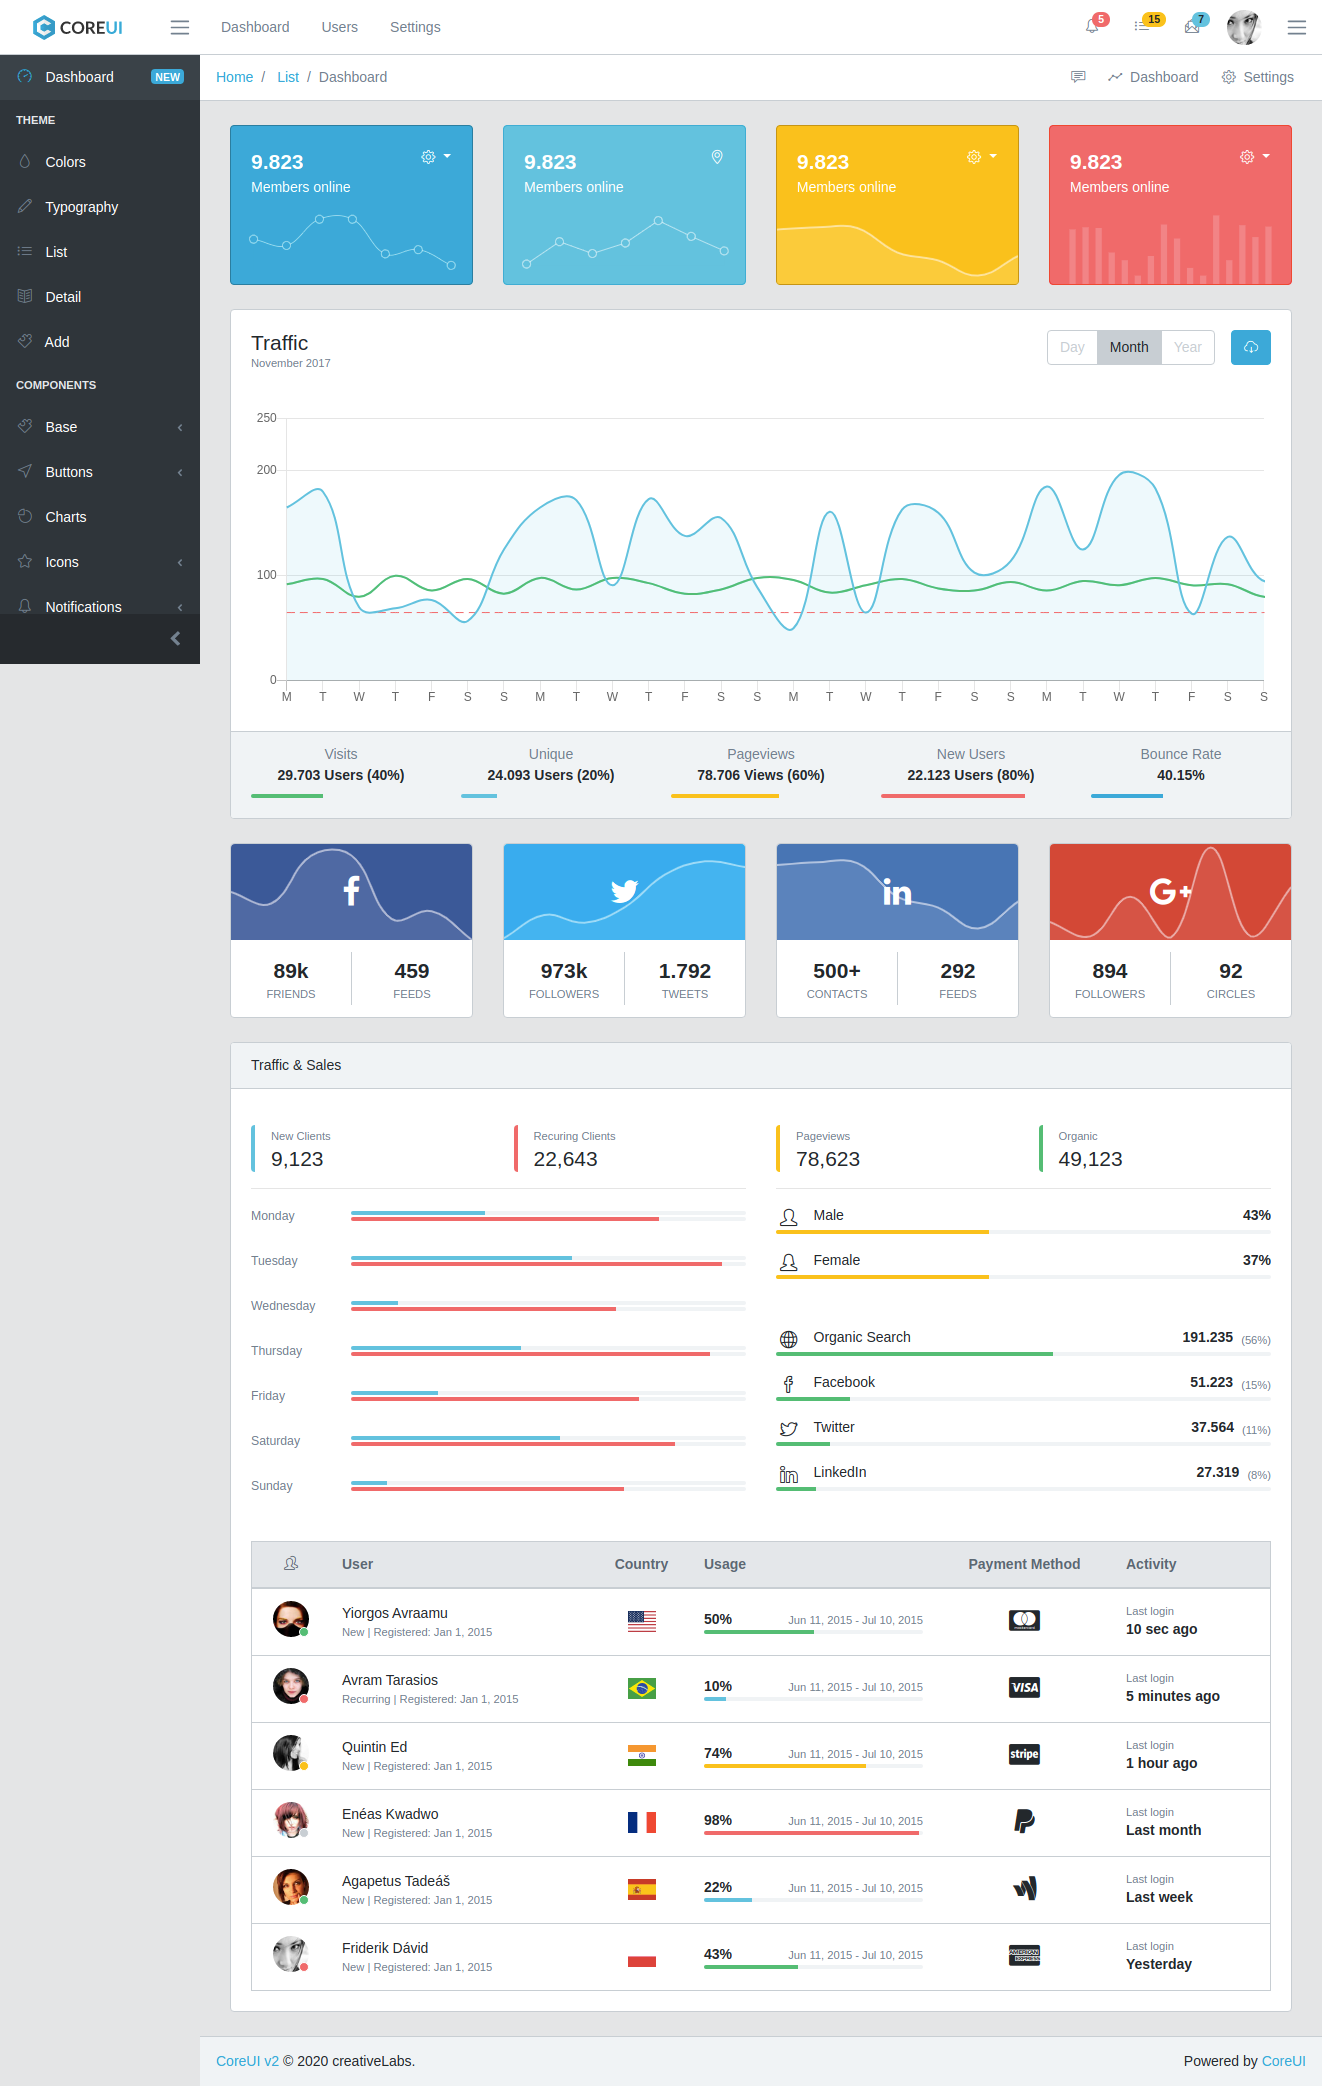 COREUI
Dashboard Users Settings
5 15 7
Dashboard NEW
THEME
Colors
Typography
List
Detail
Add
COMPONENTS
Base
Buttons
Charts
Icons
Notifications
Home / List / Dashboard
Dashboard Settings
9.823
Members online
9.823
Members online
9.823
Members online
9.823
Members online
Traffic
November 2017
Day Month Year
250
200
100
0
M T W T F S S M T W T F S S M T W T F S S M T W T F S S
Visits
29.703 Users (40%)
Unique
24.093 Users (20%)
Pageviews
78.706 Views (60%)
New Users
22.123 Users (80%)
Bounce Rate
40.15%
89k
FRIENDS
459
FEEDS
973k
FOLLOWERS
1.792
TWEETS
500+
CONTACTS
292
FEEDS
894
FOLLOWERS
92
CIRCLES
Traffic & Sales
New Clients
9,123
Recuring Clients
22,643
Pageviews
78,623
Organic
49,123
Monday
Tuesday
Wednesday
Thursday
Friday
Saturday
Sunday
Male 43%
Female 37%
Organic Search 191.235 (56%)
Facebook 51.223 (15%)
Twitter 37.564 (11%)
LinkedIn 27.319 (8%)
User Country Usage Payment Method Activity
Yiorgos Avraamu
New | Registered: Jan 1, 2015
50% Jun 11, 2015 - Jul 10, 2015
Last login
10 sec ago
Avram Tarasios
Recurring | Registered: Jan 1, 2015
10% Jun 11, 2015 - Jul 10, 2015
VISA
Last login
5 minutes ago
Quintin Ed
New | Registered: Jan 1, 2015
74% Jun 11, 2015 - Jul 10, 2015
stripe
Last login
1 hour ago
Enéas Kwadwo
New | Registered: Jan 1, 2015
98% Jun 11, 2015 - Jul 10, 2015
Last login
Last month
Agapetus Tadeáš
New | Registered: Jan 1, 2015
22% Jun 11, 2015 - Jul 10, 2015
Last login
Last week
Friderik Dávid
New | Registered: Jan 1, 2015
43% Jun 11, 2015 - Jul 10, 2015
AMERICAN
EXPRESS
Last login
Yesterday
CoreUI v2 © 2020 creativeLabs.
Powered by CoreUI